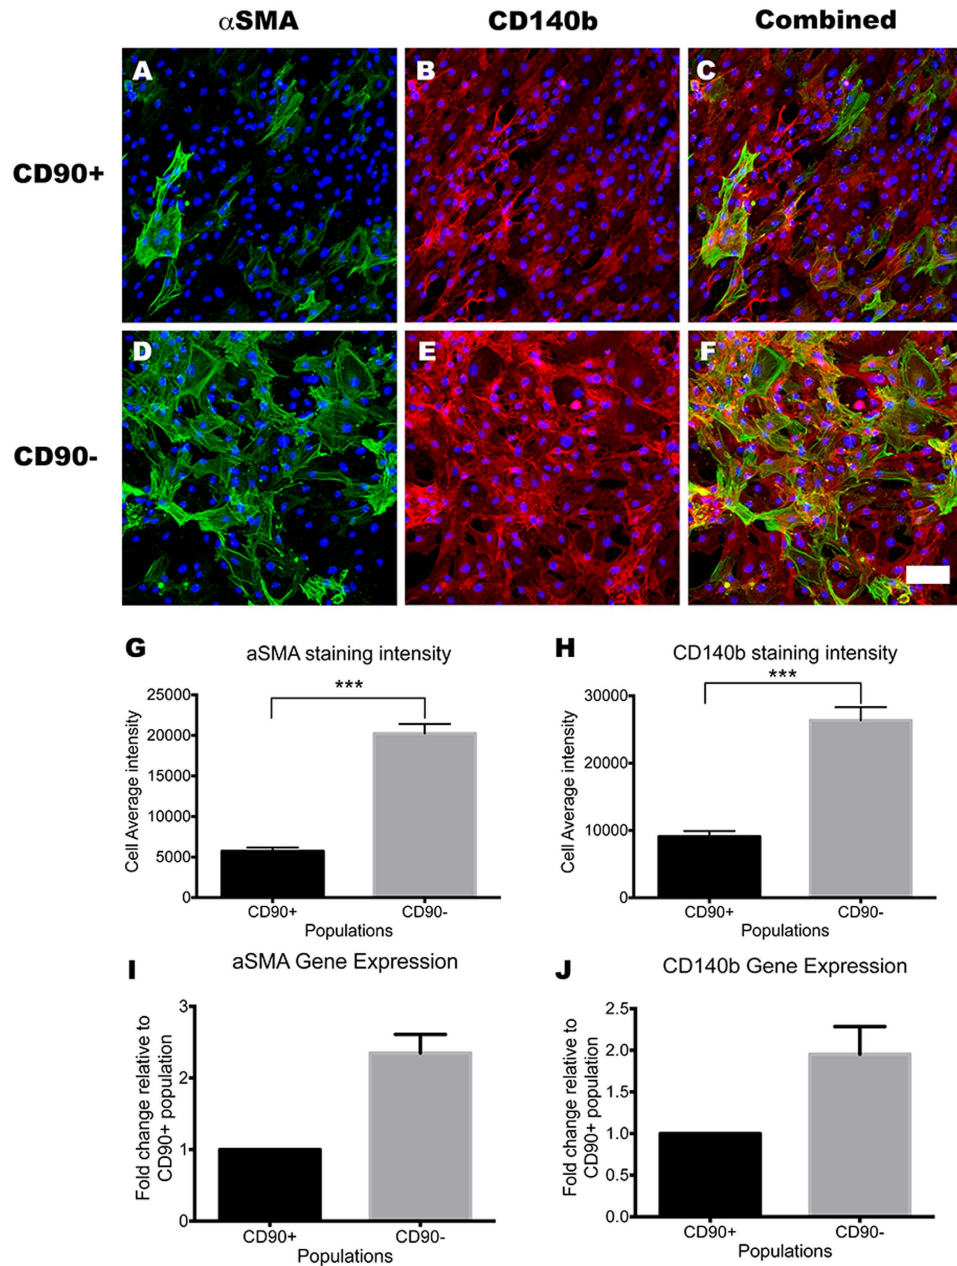 αSMA CD140b Combined
A B C
CD90+
D E F
CD90-
G H
aSMA staining intensity
CD140b staining intensity
***
***
25000
20000
15000
10000
5000
0
Cell Average intensity
CD90+ CD90-
Populations
30000
20000
10000
0
Cell Average intensity
CD90+ CD90-
Populations
I J
aSMA Gene Expression
CD140b Gene Expression
3
2
1
0
Fold change relative to
CD90+ population
CD90+ CD90-
Populations
2.5
2.0
1.5
1.0
0.5
0.0
Fold change relative to
CD90+ population
CD90+ CD90-
Populations